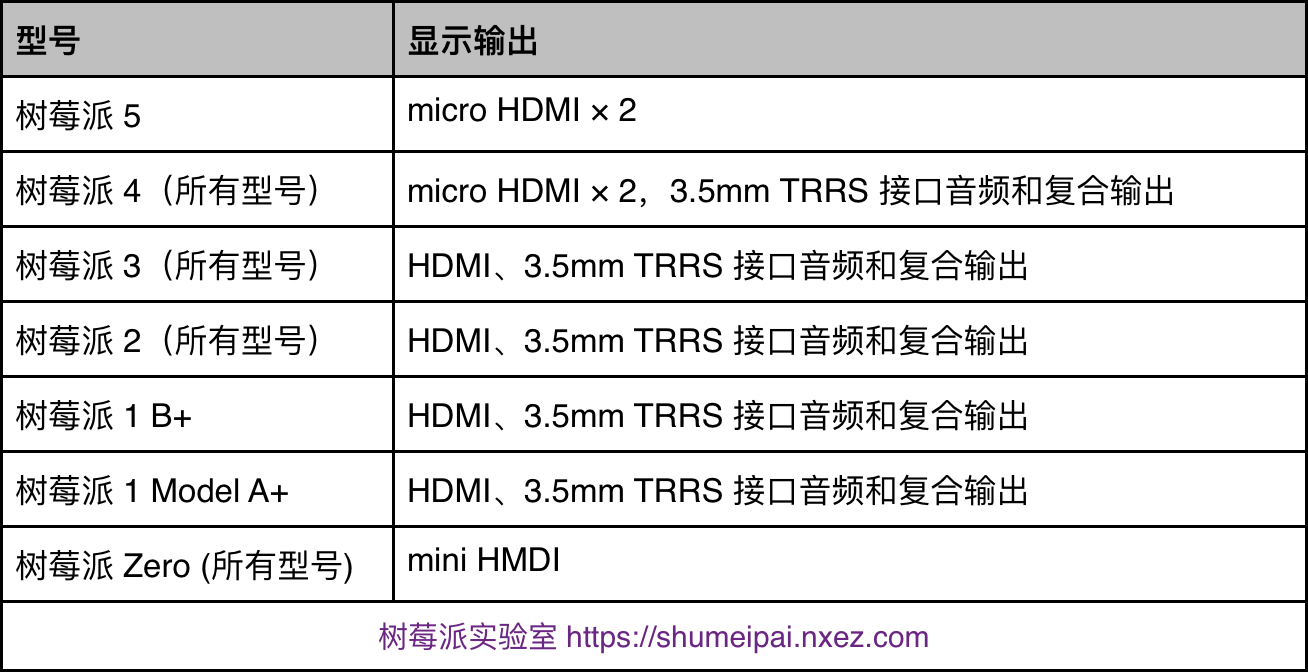 型号 显示输出
树莓派 5 micro HDMI × 2
树莓派 4（所有型号） micro HDMI × 2，3.5mm TRRS 接口音频和复合输出
树莓派 3（所有型号） HDMI、3.5mm TRRS 接口音频和复合输出
树莓派 2（所有型号） HDMI、3.5mm TRRS 接口音频和复合输出
树莓派 1 B+ HDMI、3.5mm TRRS 接口音频和复合输出
树莓派 1 Model A+ HDMI、3.5mm TRRS 接口音频和复合输出
树莓派 Zero (所有型号) mini HMDI
树莓派实验室 https://shumeipai.nxez.com